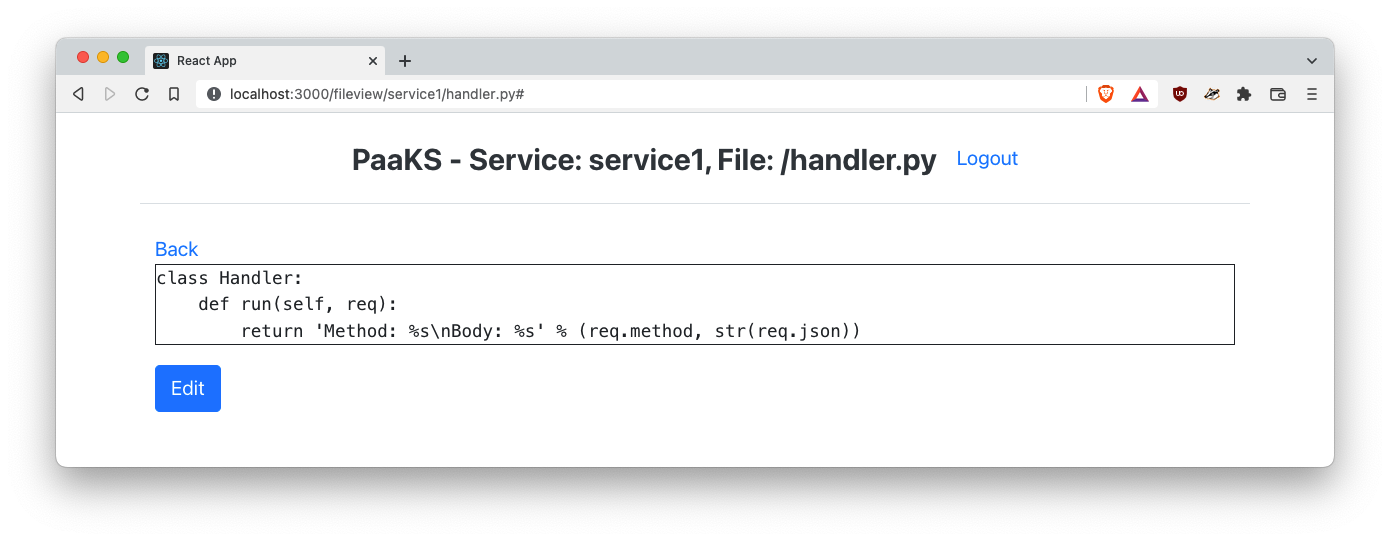 React App
localhost:3000/fileview/service1/handler.py#
PaaKS - Service: service1, File: /handler.py Logout
Back
class Handler:
    def run(self, req):
        return 'Method: %s\nBody: %s' % (req.method, str(req.json))
Edit